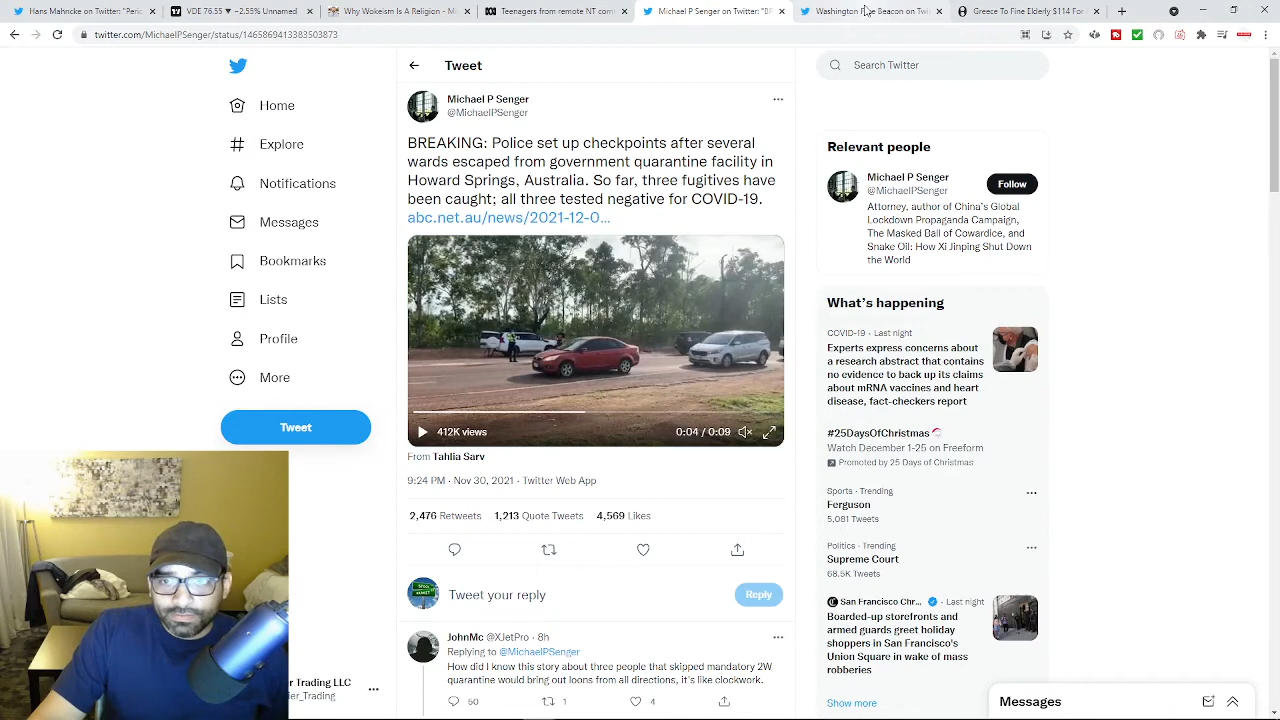 Hans Mahncke on Twitter: "Peric
VDE 76.55 ▼ −2.55% Unnamed
Why Wokeism Is A Religion - Mi
Teenagers from remote NT com
Michael P Senger on Twitter: "BR
Washington F Beacon on Twi
Greece To Fine Elderly $114 For
twitter.com/MichaelPSenger/status/1465869413383503873
Home
Explore
Notifications
Messages
Bookmarks
Lists
Profile
More
Tweet
er Trading LLC
ser_Trading
Tweet
Michael P Senger
@MichaelPSenger
BREAKING: Police set up checkpoints after several
wards escaped from government quarantine facility in
Howard Springs, Australia. So far, three fugitives have
been caught; all three tested negative for COVID-19.
abc.net.au/news/2021-12-0...
412K views
0:04 / 0:09
From Tahlia Sarv
9:24 PM · Nov 30, 2021 · Twitter Web App
2,476 Retweets 1,213 Quote Tweets 4,569 Likes
Tweet your reply
Reply
JohnMc @XJetPro · 8h
Replying to @MichaelPSenger
How did I know this story about three people that skipped mandatory 2W
quarantine would bring out loons from all directions, it's like clockwork.
50 1 4
Search Twitter
Relevant people
Michael P Senger
@MichaelPSenger
Follow
Attorney, author of China's Global
Lockdown Propaganda Campaign,
The Masked Ball of Cowardice, and
Snake Oil: How Xi Jinping Shut Down
the World
What's happening
COVID-19 · Last night
Experts express concerns about
a research abstract that contains
no evidence to back up its claims
about mRNA vaccines and heart
disease, fact-checkers report
#25DaysOfChristmas
Watch December 1-25 on Freeform
Promoted by 25 Days of Christmas
Sports · Trending
Ferguson
5,081 Tweets
Politics · Trending
Supreme Court
68.5K Tweets
San Francisco Chr... · Last night
Boarded-up storefronts and
armed guards greet holiday
shoppers in San Francisco's
Union Square in wake of mass
robberies
Show more
Messages